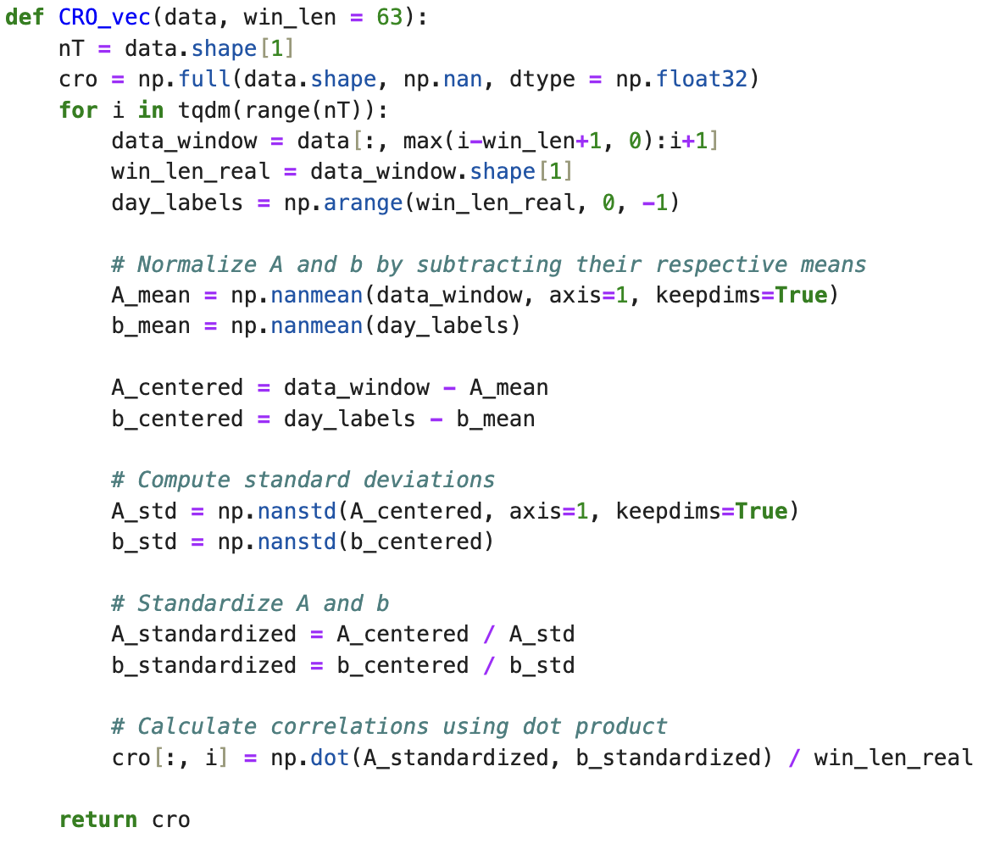 def CRO_vec(data, win_len = 63):
    nT = data.shape[1]
    cro = np.full(data.shape, np.nan, dtype = np.float32)
    for i in tqdm(range(nT)):
        data_window = data[:, max(i-win_len+1, 0):i+1]
        win_len_real = data_window.shape[1]
        day_labels = np.arange(win_len_real, 0, -1)

        # Normalize A and b by subtracting their respective means
        A_mean = np.nanmean(data_window, axis=1, keepdims=True)
        b_mean = np.nanmean(day_labels)

        A_centered = data_window - A_mean
        b_centered = day_labels - b_mean

        # Compute standard deviations
        A_std = np.nanstd(A_centered, axis=1, keepdims=True)
        b_std = np.nanstd(b_centered)

        # Standardize A and b
        A_standardized = A_centered / A_std
        b_standardized = b_centered / b_std

        # Calculate correlations using dot product
        cro[:, i] = np.dot(A_standardized, b_standardized) / win_len_real

    return cro